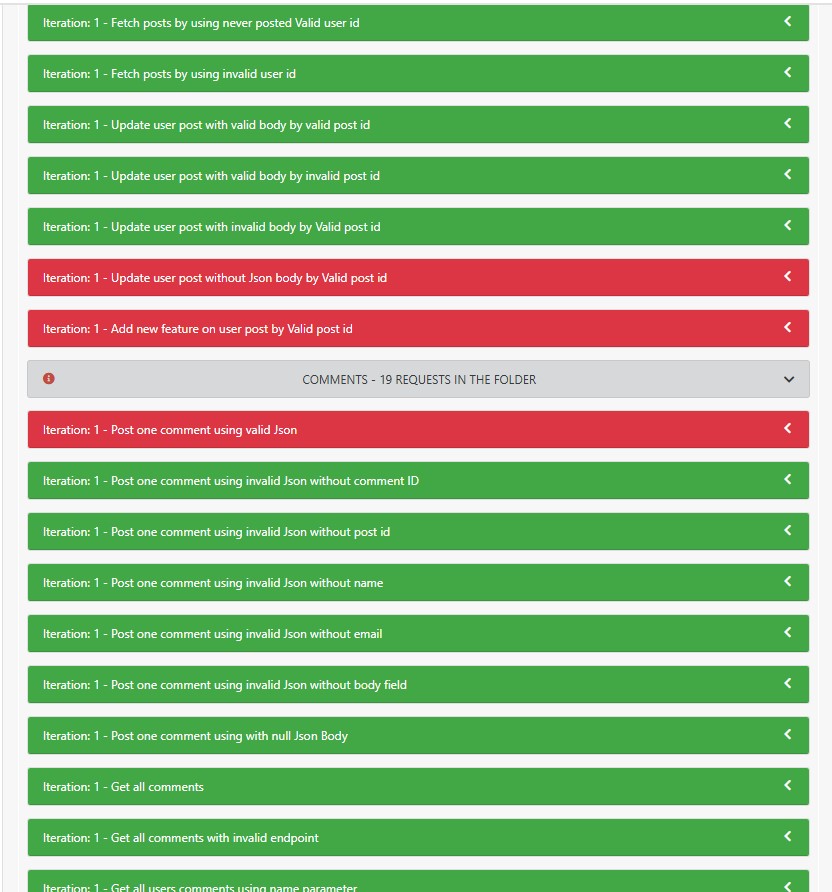 Iteration: 1 - Fetch posts by using never posted Valid user id
Iteration: 1 - Fetch posts by using invalid user id
Iteration: 1 - Update user post with valid body by valid post id
Iteration: 1 - Update user post with valid body by invalid post id
Iteration: 1 - Update user post with invalid body by Valid post id
Iteration: 1 - Update user post without Json body by Valid post id
Iteration: 1 - Add new feature on user post by Valid post id
COMMENTS - 19 REQUESTS IN THE FOLDER
Iteration: 1 - Post one comment using valid Json
Iteration: 1 - Post one comment using invalid Json without comment ID
Iteration: 1 - Post one comment using invalid Json without post id
Iteration: 1 - Post one comment using invalid Json without name
Iteration: 1 - Post one comment using invalid Json without email
Iteration: 1 - Post one comment using invalid Json without body field
Iteration: 1 - Post one comment using with null Json Body
Iteration: 1 - Get all comments
Iteration: 1 - Get all comments with invalid endpoint
Iteration: 1 - Get all users comments using name parameter